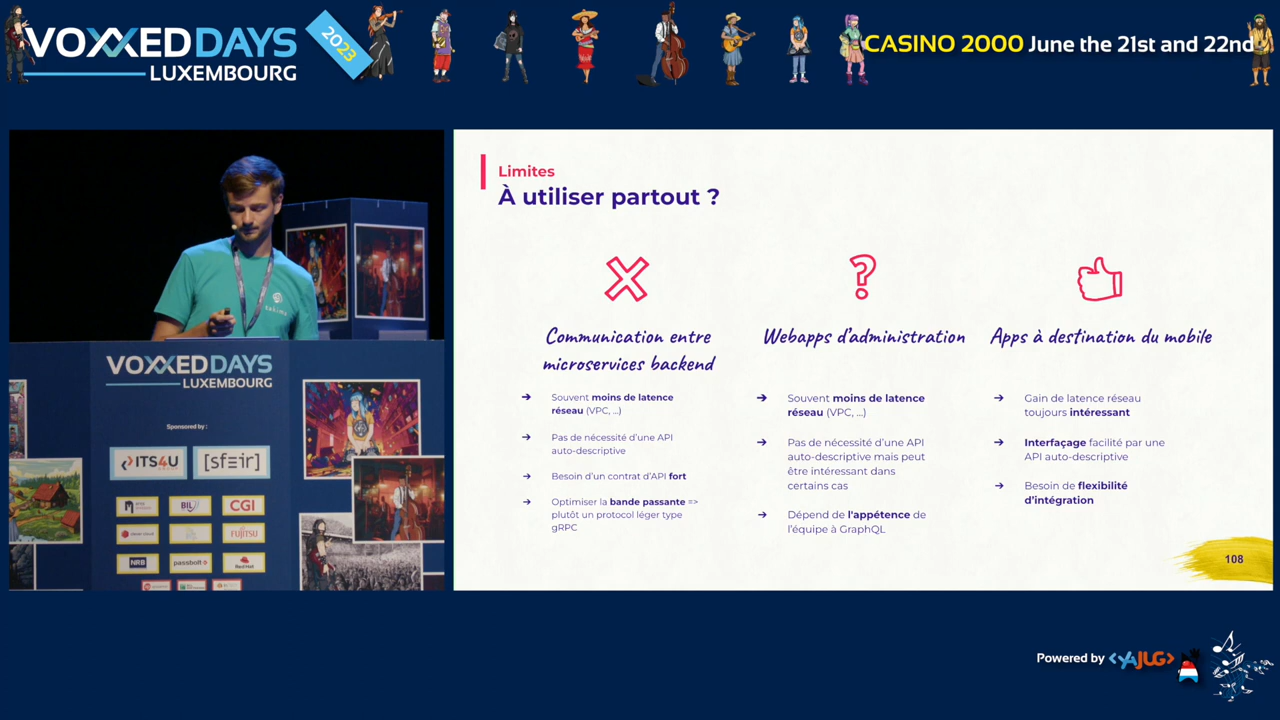 VOXXED DAYS
LUXEMBOURG
2023
CASINO 2000 June the 21st and 22nd
Limites
À utiliser partout ?
Communication entre
microservices backend
➔ Souvent moins de latence
réseau (VPC, ...)
➔ Pas de nécessité d'une API
auto-descriptive
➔ Besoin d'un contrat d'API fort
➔ Optimiser la bande passante =>
plutôt un protocol léger type
gRPC
Webapps d'administration
➔ Souvent moins de latence
réseau (VPC, ...)
➔ Pas de nécessité d'une API
auto-descriptive mais peut
être intéressant dans
certains cas
➔ Dépend de l'appétence de
l'équipe à GraphQL
Apps à destination du mobile
➔ Gain de latence réseau
toujours intéressant
➔ Interfaçage facilité par une
API auto-descriptive
➔ Besoin de flexibilité
d'intégration
108
takima
VOXXED DAYS
LUXEMBOURG
Sponsored by :
ITS4U
[sfeir]
BIL
CGI
FUJITSU
NRB
passbolt
Red Hat
Powered by <YAJUG>